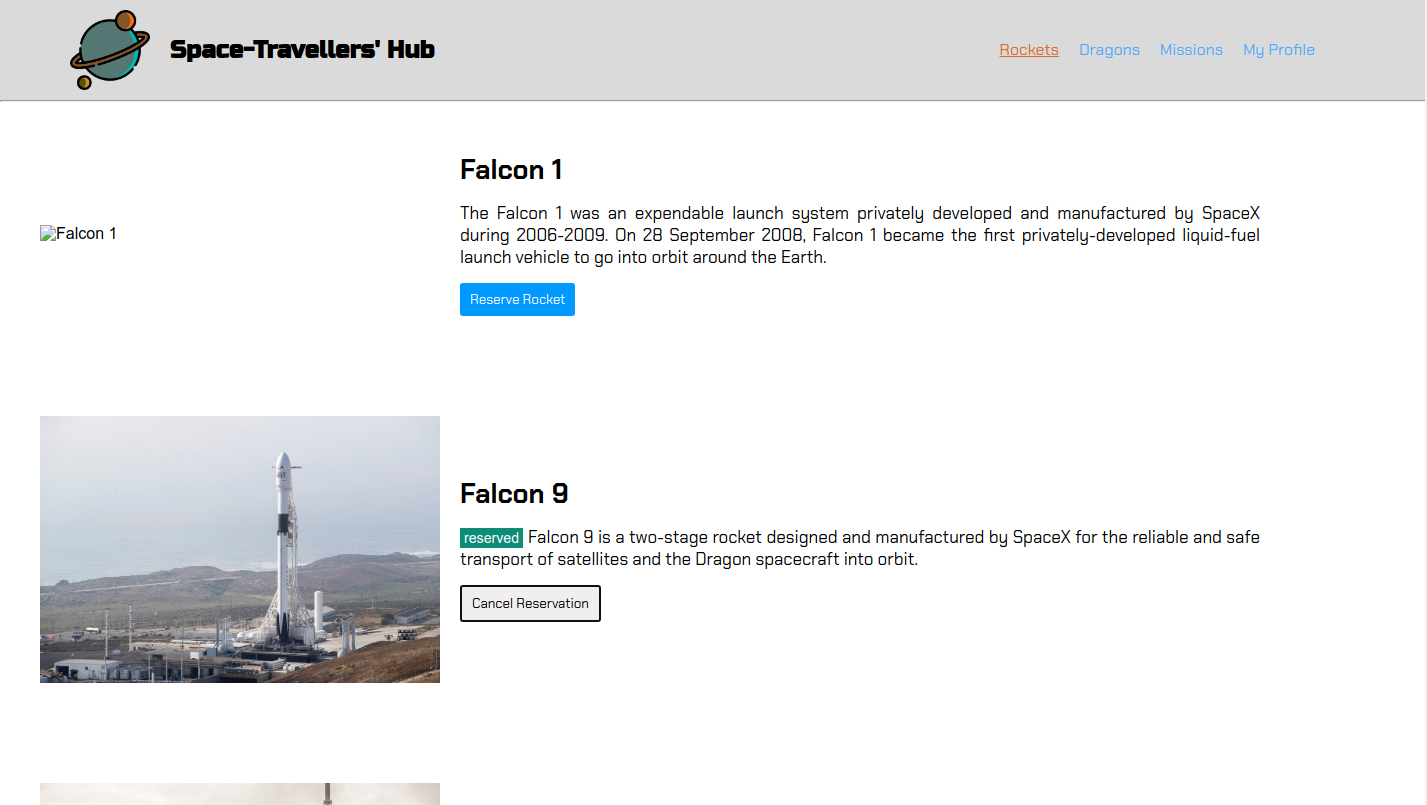 Space-Travellers' Hub
Rockets Dragons Missions My Profile
Falcon 1
Falcon 1
The Falcon 1 was an expendable launch system privately developed and manufactured by SpaceX
during 2006-2009. On 28 September 2008, Falcon 1 became the first privately-developed liquid-fuel
launch vehicle to go into orbit around the Earth.
Reserve Rocket
Falcon 9
reserved Falcon 9 is a two-stage rocket designed and manufactured by SpaceX for the reliable and safe
transport of satellites and the Dragon spacecraft into orbit.
Cancel Reservation